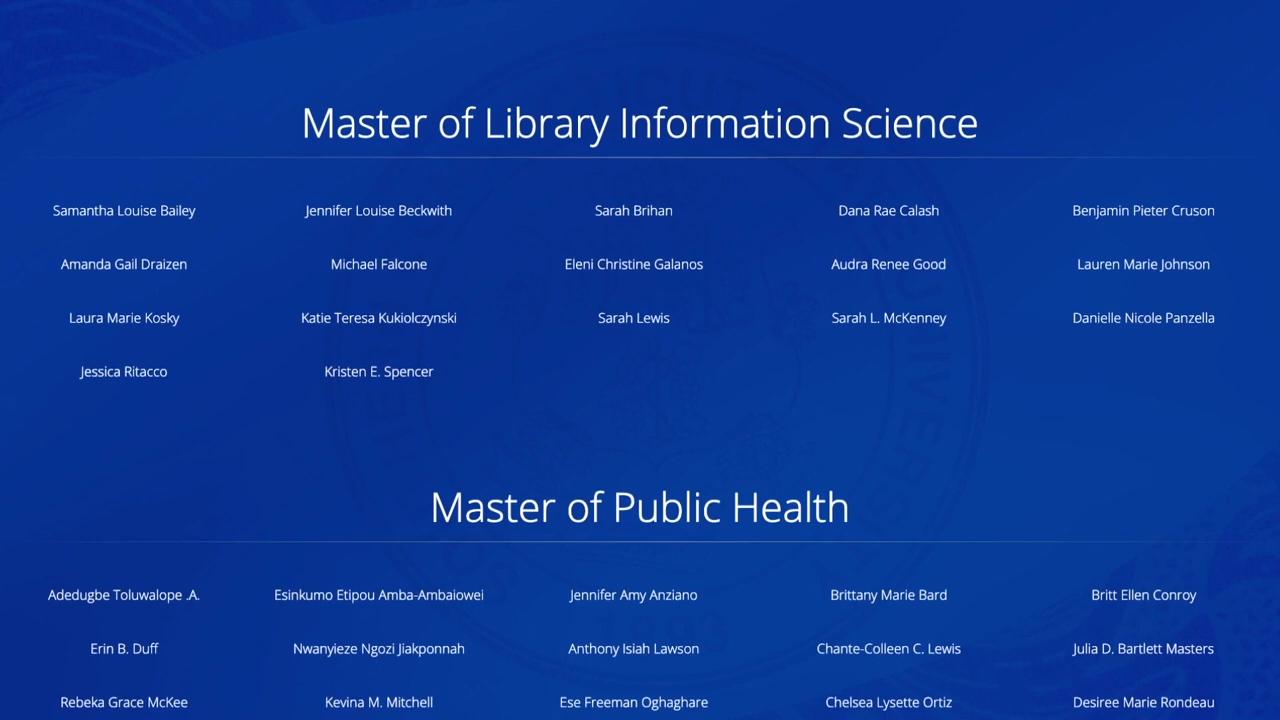 Master of Library Information Science
Samantha Louise Bailey Jennifer Louise Beckwith Sarah Brihan Dana Rae Calash Benjamin Pieter Cruson
Amanda Gail Draizen Michael Falcone Eleni Christine Galanos Audra Renee Good Lauren Marie Johnson
Laura Marie Kosky Katie Teresa Kukiolczynski Sarah Lewis Sarah L. McKenney Danielle Nicole Panzella
Jessica Ritacco Kristen E. Spencer
Master of Public Health
Adedugbe Toluwalope .A. Esinkumo Etipou Amba-Ambaiowei Jennifer Amy Anziano Brittany Marie Bard Britt Ellen Conroy
Erin B. Duff Nwanyieze Ngozi Jiakponnah Anthony Isiah Lawson Chante-Colleen C. Lewis Julia D. Bartlett Masters
Rebeka Grace McKee Kevina M. Mitchell Ese Freeman Oghaghare Chelsea Lysette Ortiz Desiree Marie Rondeau